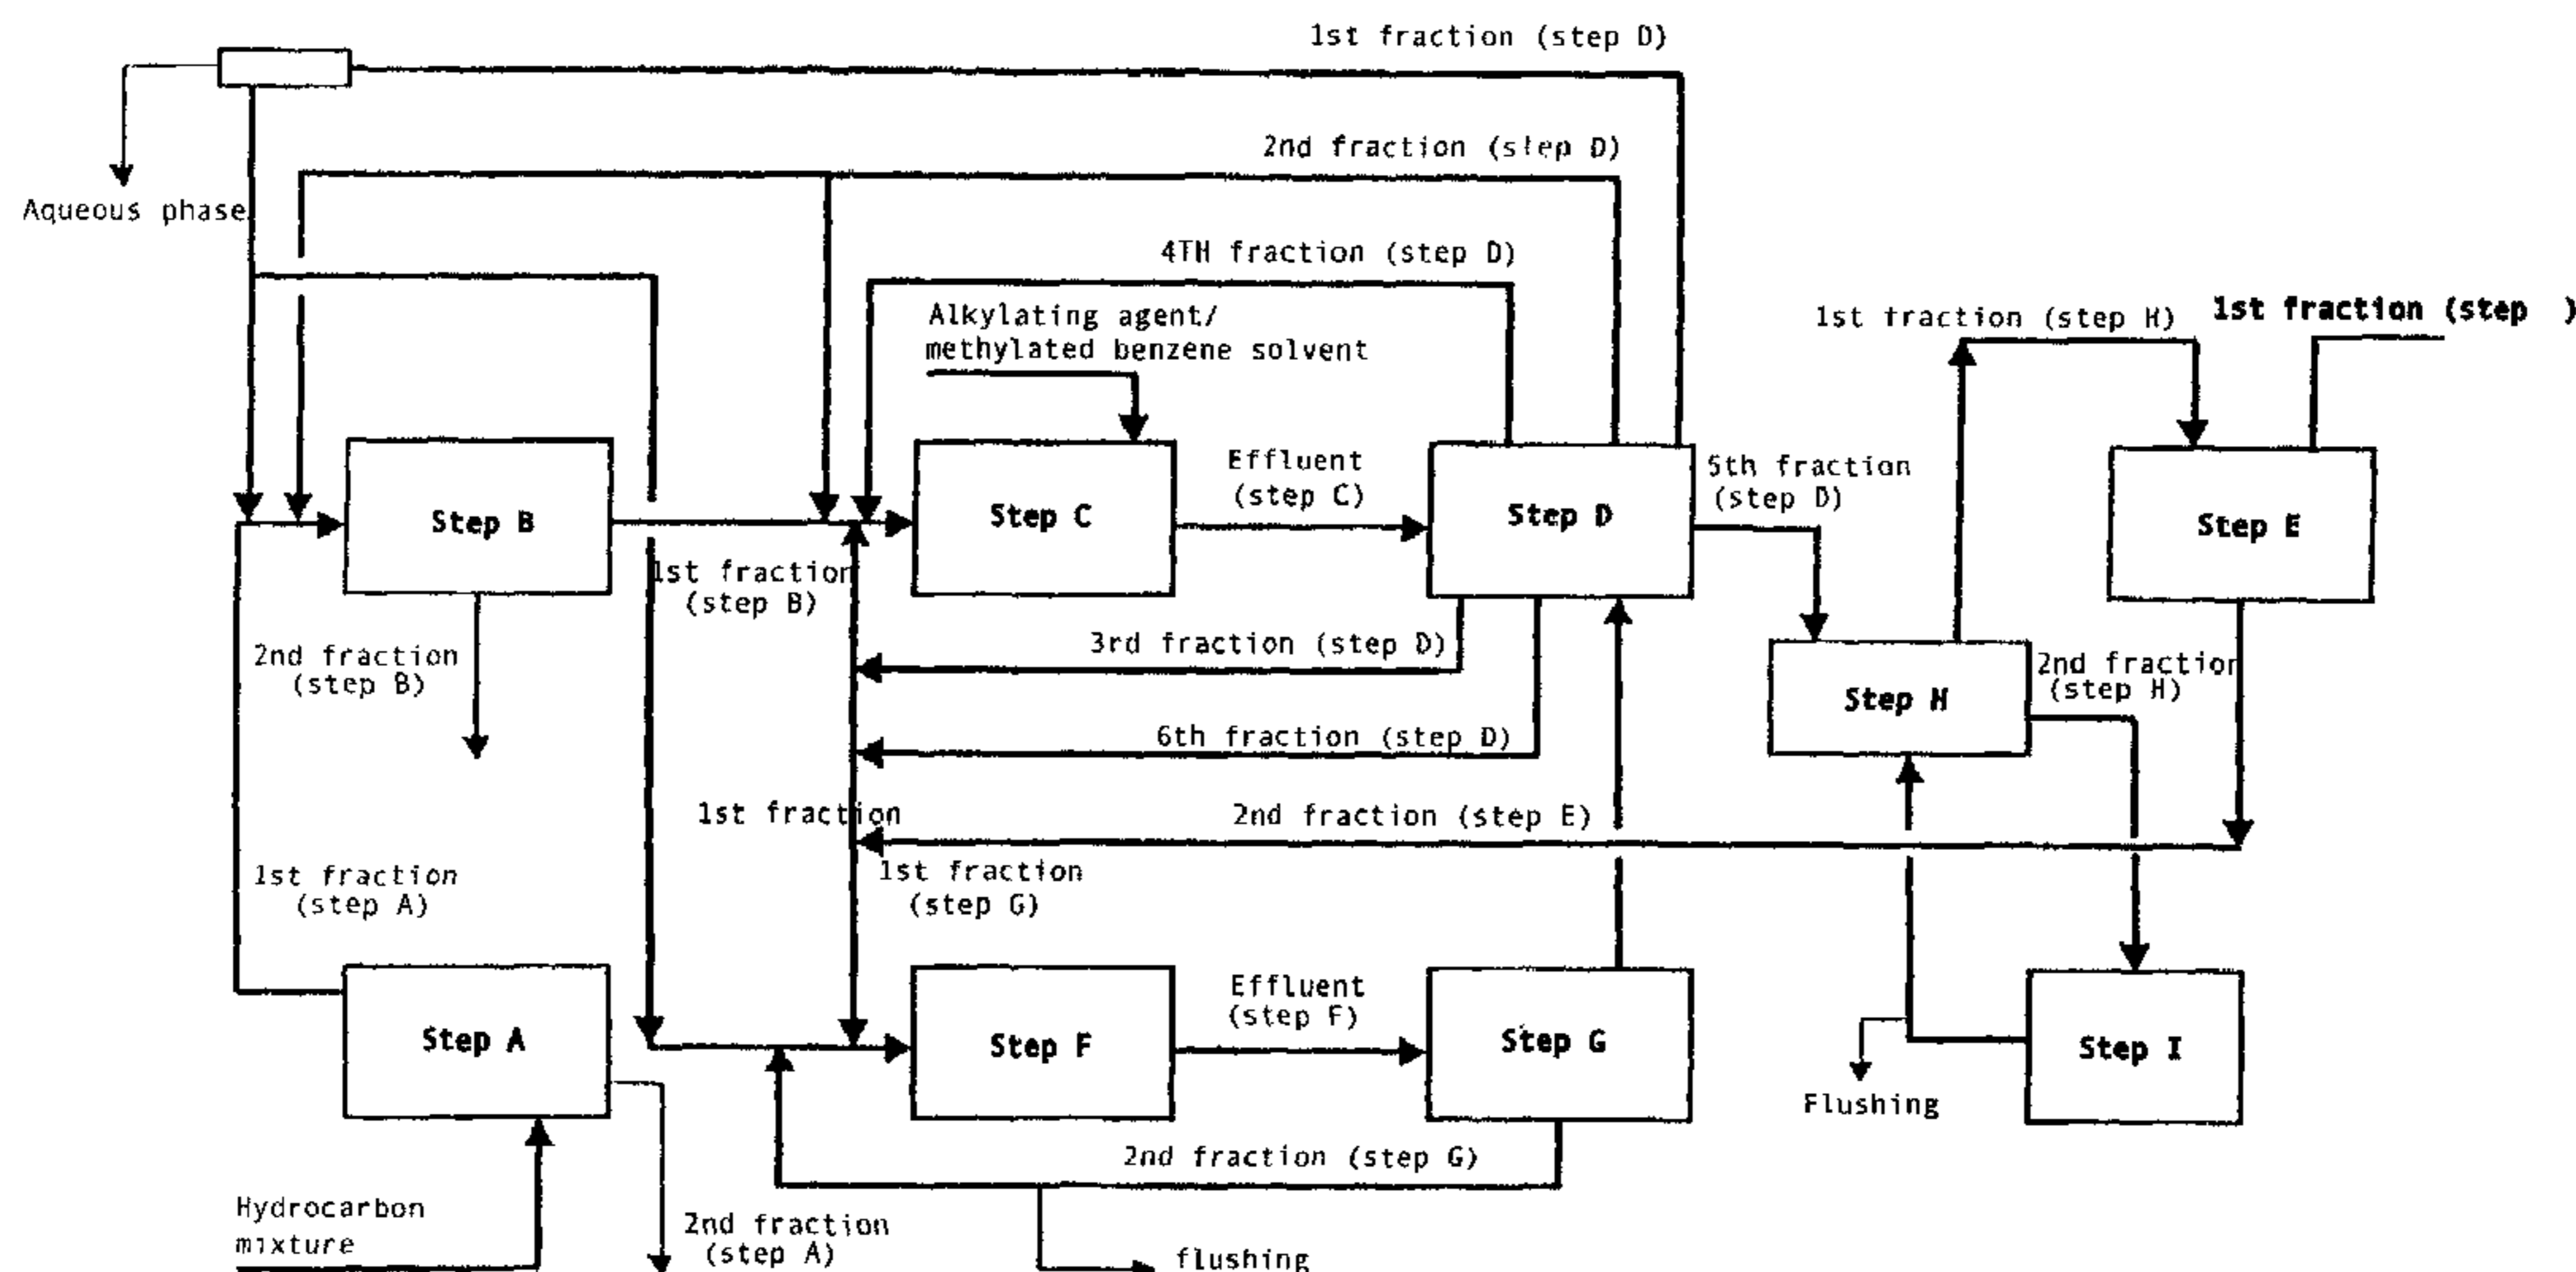 1st fraction (step D)
2nd fraction (step D)
Aqueous phase
4TH fraction (step D)
Alkylating agent/
methylated benzene solvent
1st fraction (step H)
1st fraction (step )
Effluent
(step C)
5th fraction
(step D)
Step B
Step C
Step D
Step E
1st fraction
(step B)
2nd fraction
(step B)
3rd fraction (step D)
2nd fraction
(step H)
Step H
6th fraction (step D)
1st fraction
2nd fraction (step E)
1st fraction
(step A)
1st fraction
(step G)
Effluent
(step F)
Step A
Step F
Step G
Step I
Flushing
2nd fraction (step G)
Hydrocarbon
mixture
2nd fraction
(step A)
flushing